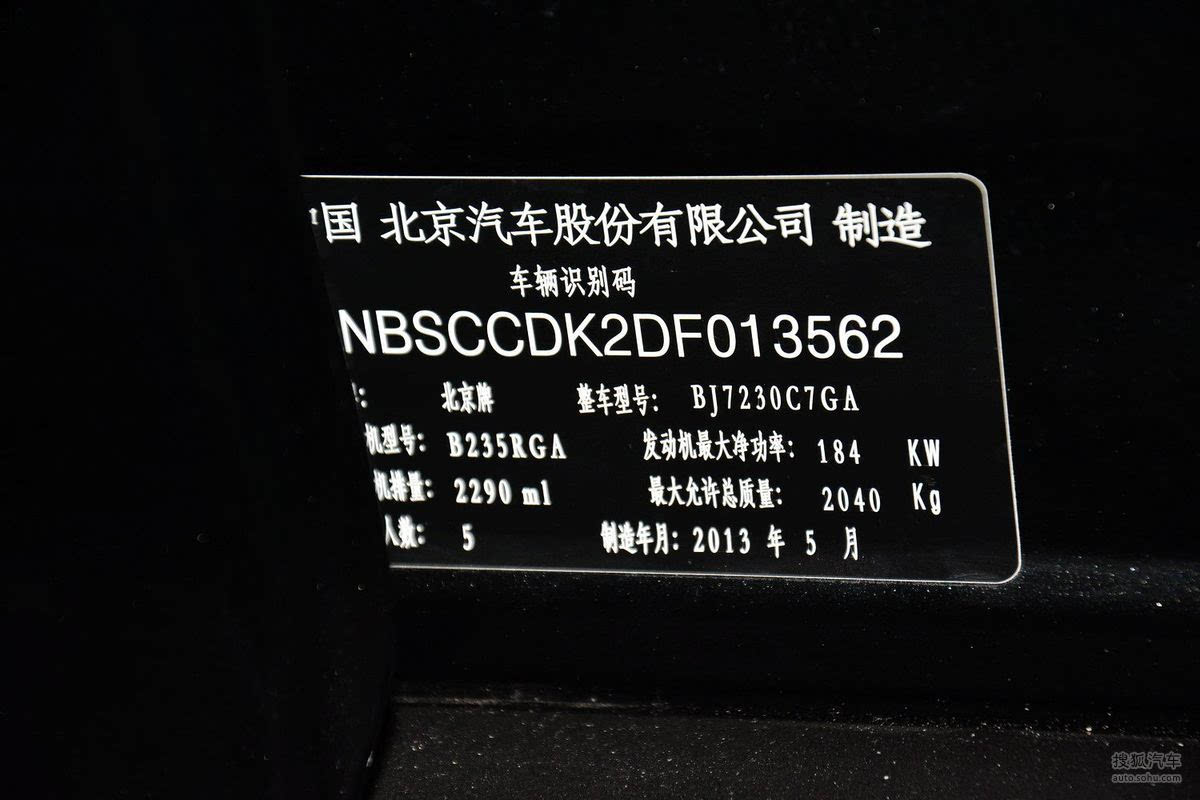 国 北京汽车股份有限公司 制造
车辆识别码
NBSCCDK2DF013562
: 北京牌 整车型号: BJ7230C7GA
机型号: B235RGA 发动机最大净功率: 184 KW
机排量: 2290 ml 最大允许总质量: 2040 Kg
人数: 5 制造年月: 2013 年 5 月
搜狐汽车
auto.sohu.com